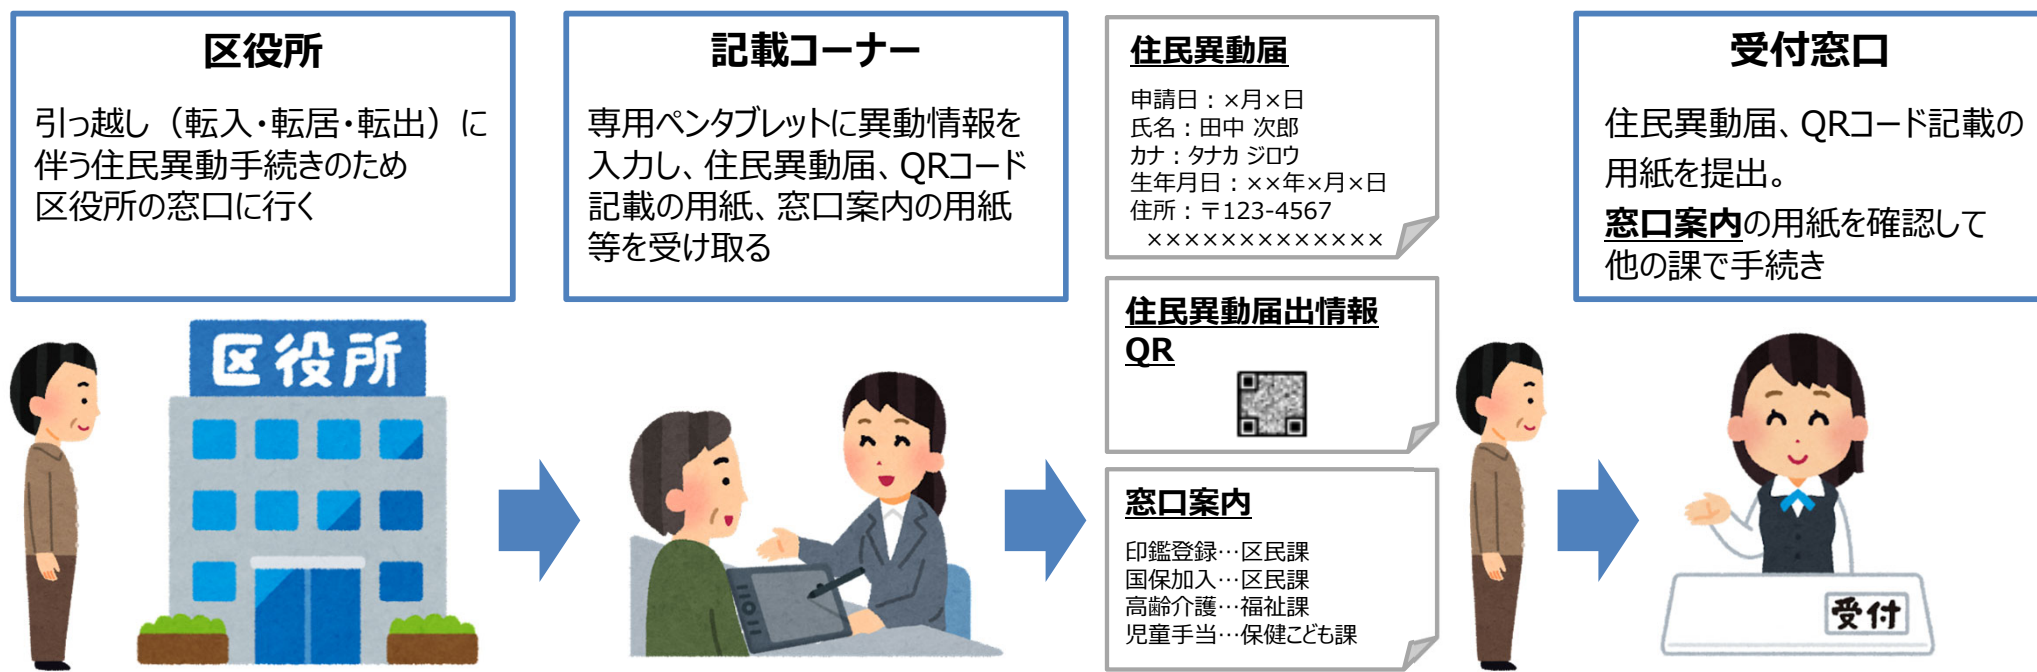 区役所
引っ越し（転入・転居・転出）に
伴う住民異動手続きのため
区役所の窓口に行く
区役所
記載コーナー
専用ペンタブレットに異動情報を
入力し、住民異動届、QRコード
記載の用紙、窓口案内の用紙
等を受け取る
住民異動届
申請日：×月×日
氏名：田中 次郎
カナ：タナカ ジロウ
生年月日：××年×月×日
住所：〒123-4567
×××××××××××××
住民異動届出情報
QR
窓口案内
印鑑登録…区民課
国保加入…区民課
高齢介護…福祉課
児童手当…保健こども課
受付窓口
住民異動届、QRコード記載の
用紙を提出。
窓口案内の用紙を確認して
他の課で手続き
受付